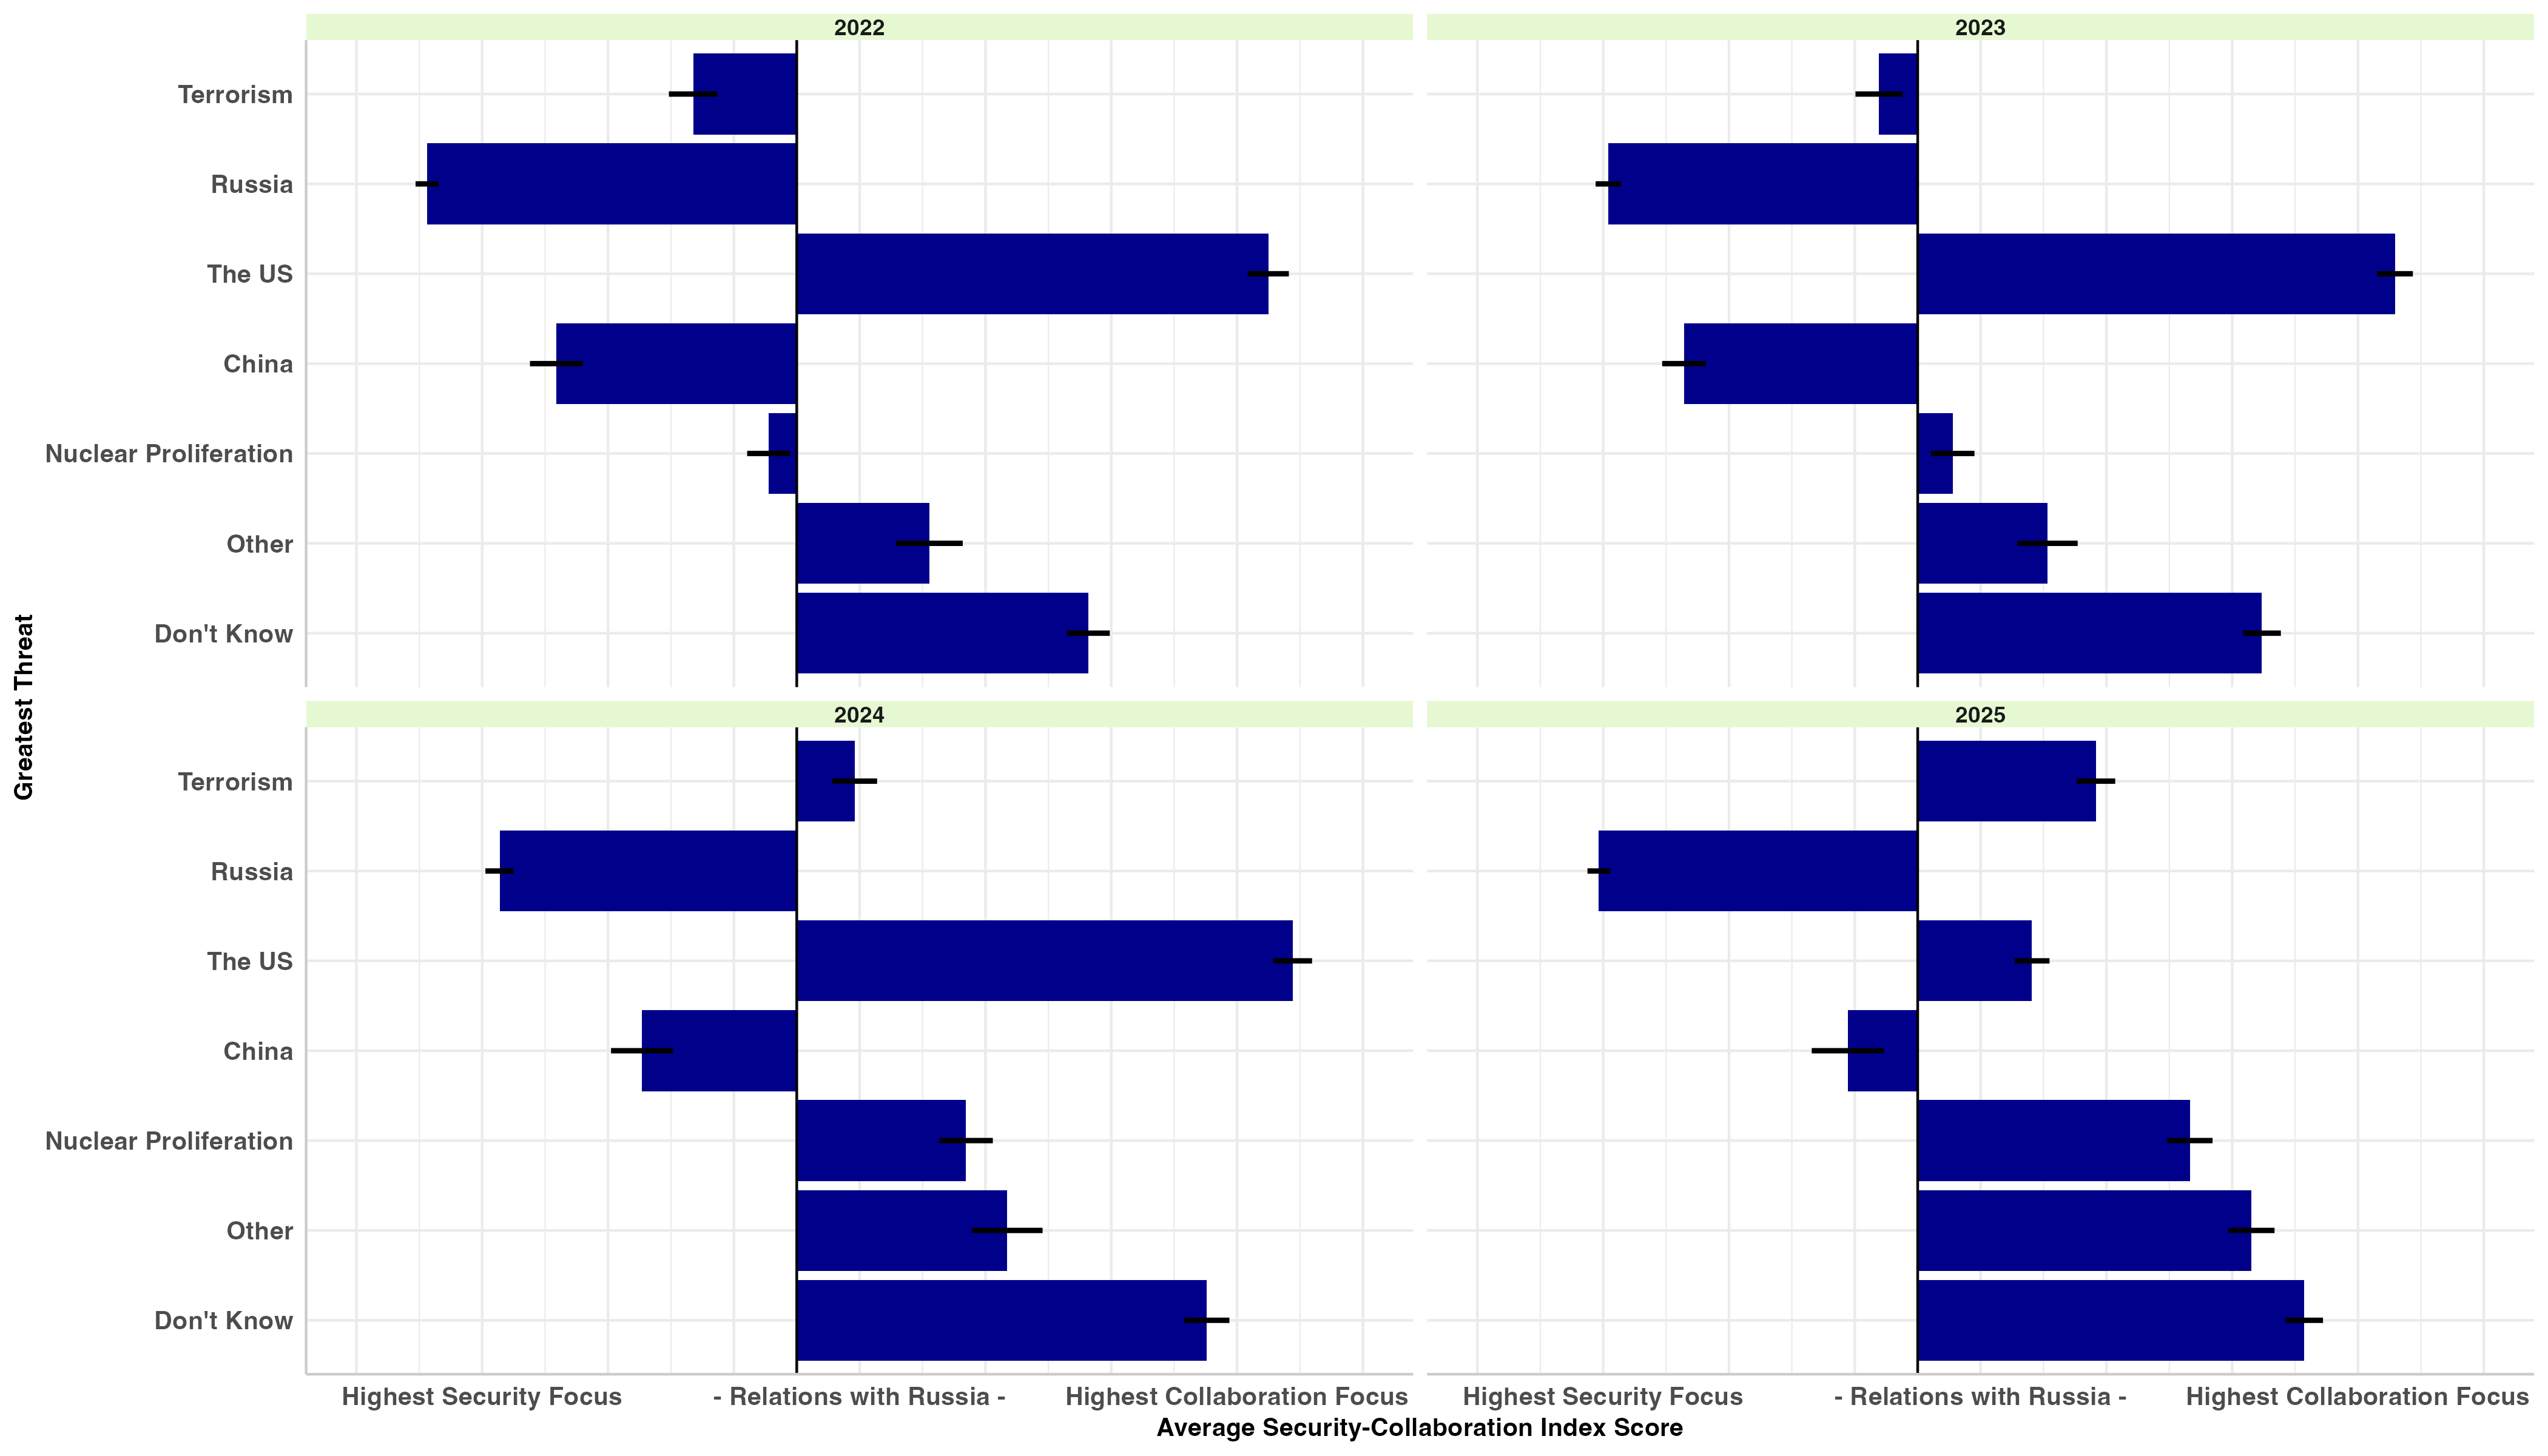 2022
2023
Terrorism
Russia
The US
China
Nuclear Proliferation
Other
Don't Know
Greatest Threat
2024
2025
Terrorism
Russia
The US
China
Nuclear Proliferation
Other
Don't Know
Highest Security Focus
- Relations with Russia -
Highest Collaboration Focus
Highest Security Focus
- Relations with Russia -
Highest Collaboration Focus
Average Security-Collaboration Index Score